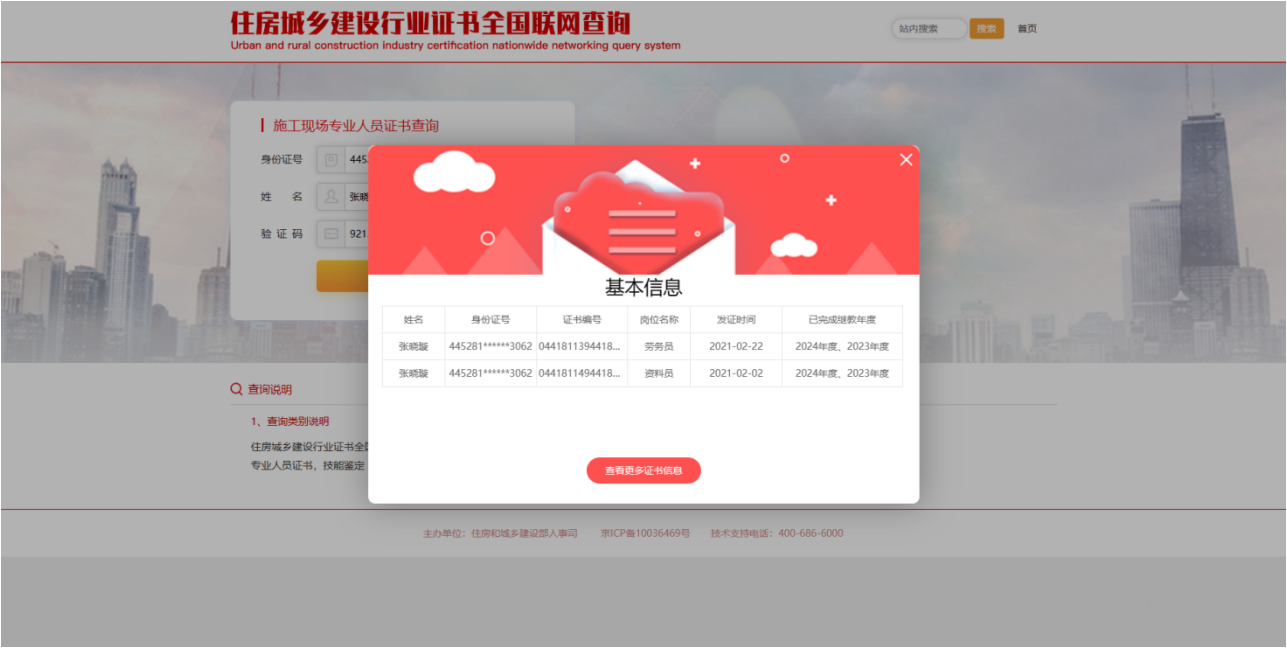 住房城乡建设行业证书全国联网查询
Urban and rural construction industry certification nationwide networking query system
站内搜索 搜索 首页
施工现场专业人员证书查询
身份证号 445
姓 名 张晓
验证码 921
基本信息
姓名 身份证号 证书编号 岗位名称 发证时间 已完成继教年度
张晓璇 445281******3062 0441811394418... 劳务员 2021-02-22 2024年度、2023年度
张晓璇 445281******3062 0441811494418... 资料员 2021-02-02 2024年度、2023年度
查看更多证书信息
查询说明
1、查询类别说明
住房城乡建设行业证书全
专业人员证书，技能鉴定
主办单位：住房和城乡建设部人事司 京ICP备10036469号 技术支持电话：400-686-6000